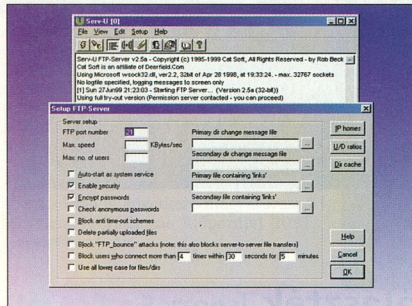 Serv-U [0]
File View Edit Setup Help
Serv-U FTP-Server v2.5a - Copyright (c) 1995-1999 Cat Soft, All Rights Reserved - by Rob Beck
Cat Soft is an affiliate of Deerfield.Com
Using Microsoft wsock32.dll, ver2.2, 32bit of Apr 28 1998, at 19:33:24. - max. 32767 sockets
No logfile specified, logging messages to screen only
[1] Sun 27Jun99 21:23:03 - Starting FTP Server... (Version 2.5a (32-bit))
Using full try-out version (Permission server contacted - you can proceed)
Setup FTP-Server
Server setup
FTP port number 21
Max. speed KBytes/sec
Max. no. of users
Auto-start as system service
Enable security
Encrypt passwords
Check anonymous passwords
Block anti time-out schemes
Delete partially uploaded files
Block "FTP_bounce" attacks (note: this also blocks server-to-server file transfers)
Block users who connect more than 4 times within 30 seconds for 5 minutes
Use all lower case for files/dirs
Primary dir change message file
...
Secondary dir change message file
...
Primary file containing 'links'
...
Secondary file containing 'links'
...
IP homes
U/D ratios
Dir cache
Help
Cancel
OK